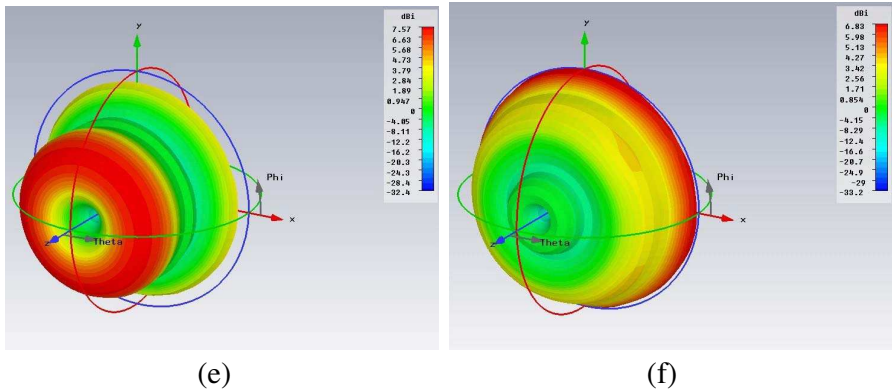 dBi
7.57
6.63
5.68
4.73
3.79
2.84
1.89
0.947
0
-4.05
-8.11
-12.2
-16.2
-20.3
-24.3
-28.4
-32.4
y
Phi
x
z
Theta
(e)
dBi
6.83
5.98
5.13
4.27
3.42
2.56
1.71
0.854
0
-4.15
-8.29
-12.4
-16.6
-20.7
-24.9
-29
-33.2
y
Phi
x
z
Theta
(f)